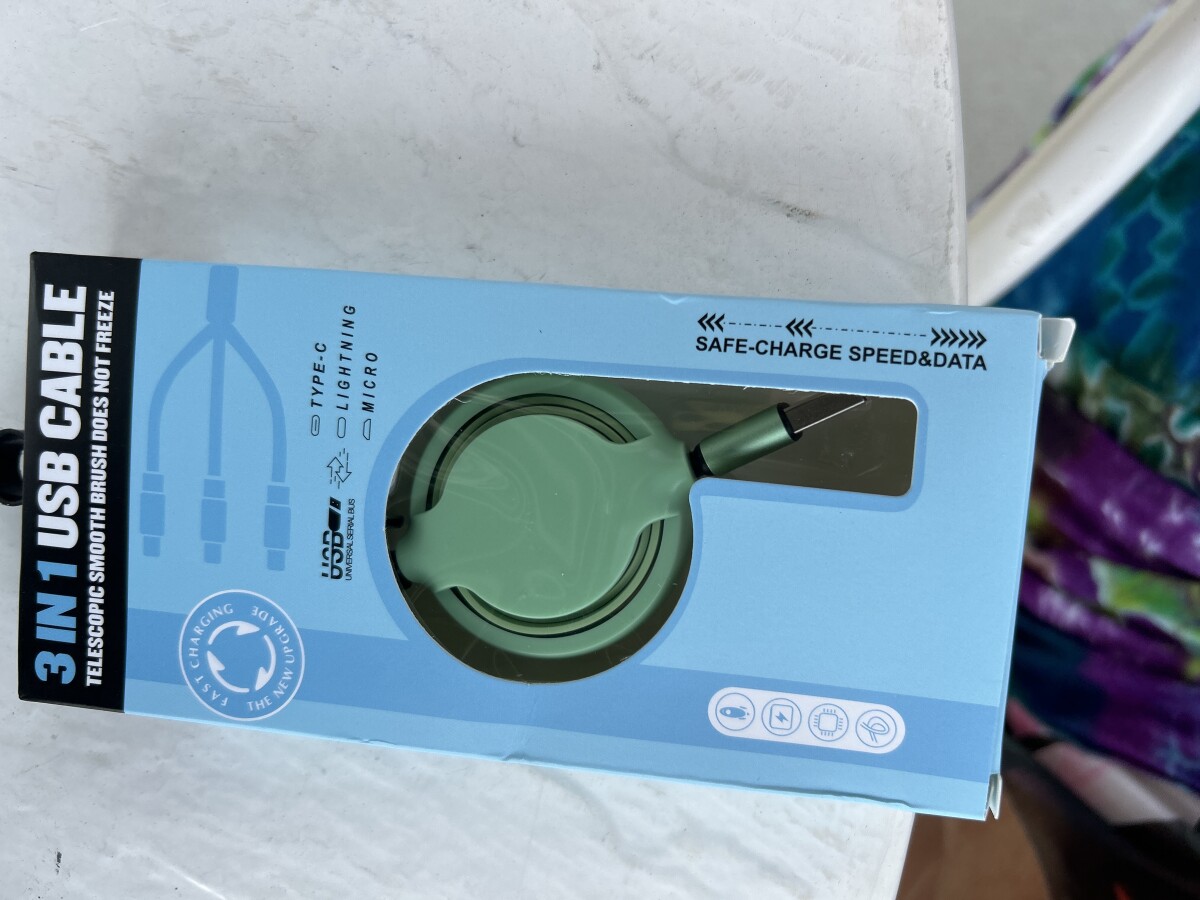 3 IN 1 USB CABLE
TELESCOPIC SMOOTH BRUSH DOES NOT FREEZE
TYPE-C
LIGHTNING
MICRO
USB
UNIVERSAL SERIAL BUS
FAST CHARGING
THE NEW UPGRADE
SAFE-CHARGE SPEED&DATA